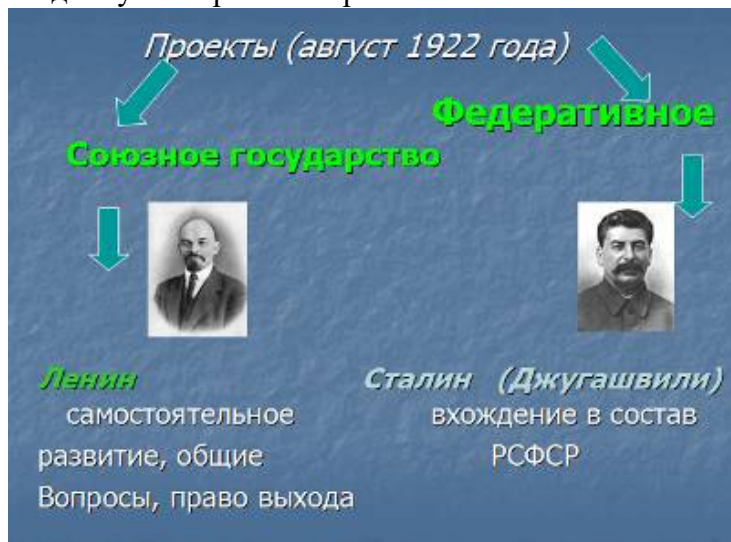 Проекты (август 1922 года)
Федеративное
Союзное государство
Ленин
самостоятельное
развитие, общие
Вопросы, право выхода
Сталин (Джугашвили)
вхождение в состав
РСФСР